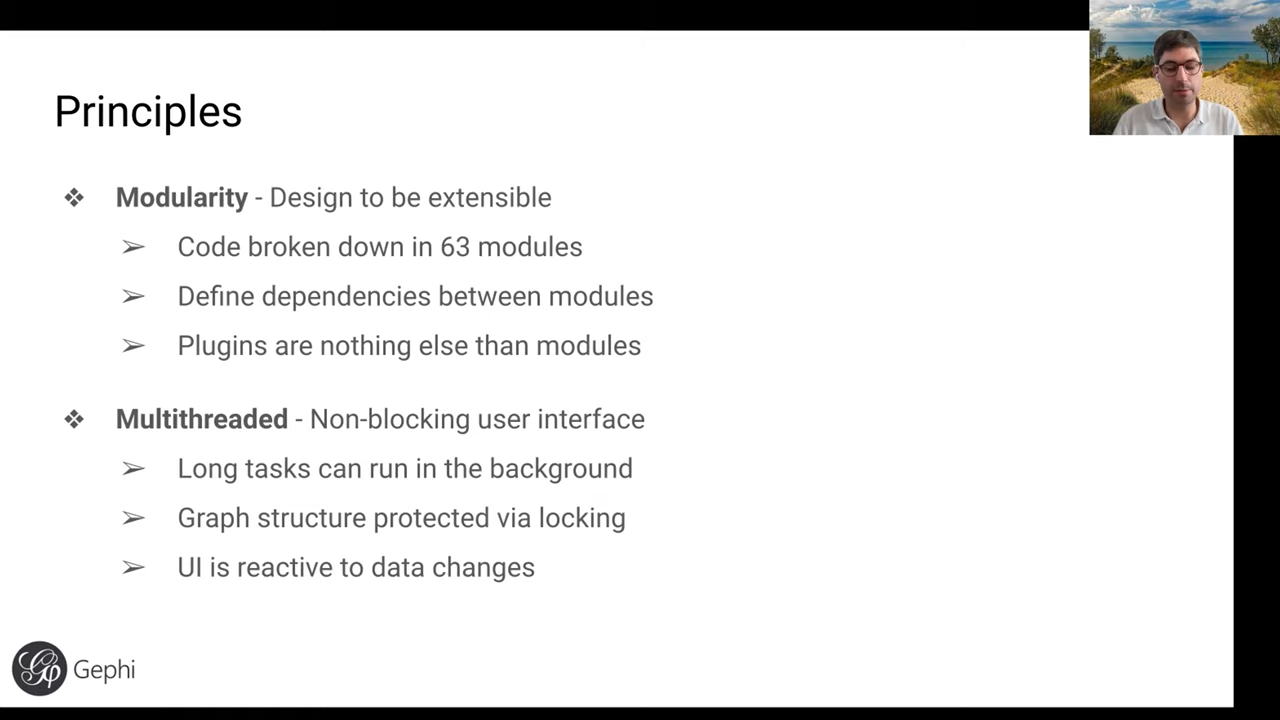 Principles
❖ Modularity - Design to be extensible
➢ Code broken down in 63 modules
➢ Define dependencies between modules
➢ Plugins are nothing else than modules
❖ Multithreaded - Non-blocking user interface
➢ Long tasks can run in the background
➢ Graph structure protected via locking
➢ UI is reactive to data changes
Gephi